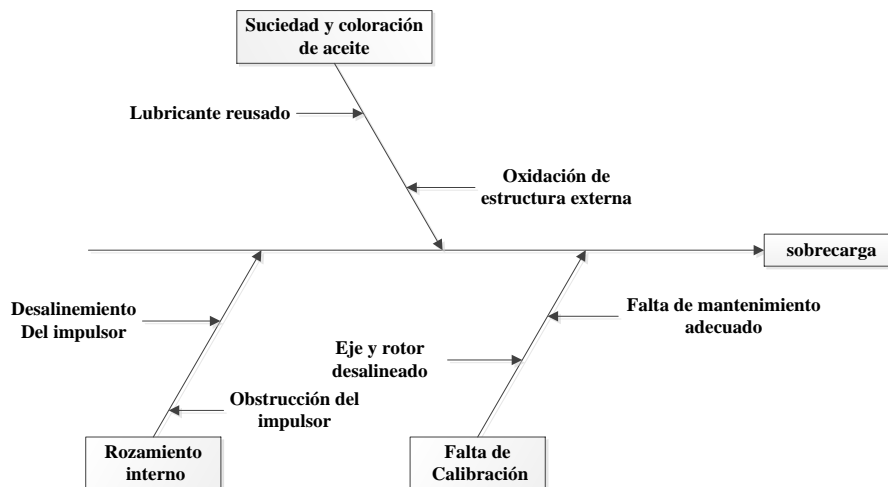 Suciedad y coloración
de aceite
Lubricante reusado
Oxidación de
estructura externa
sobrecarga
Desalinemiento
Del impulsor
Falta de mantenimiento
adecuado
Eje y rotor
desalineado
Obstrucción del
impulsor
Rozamiento
interno
Falta de
Calibración